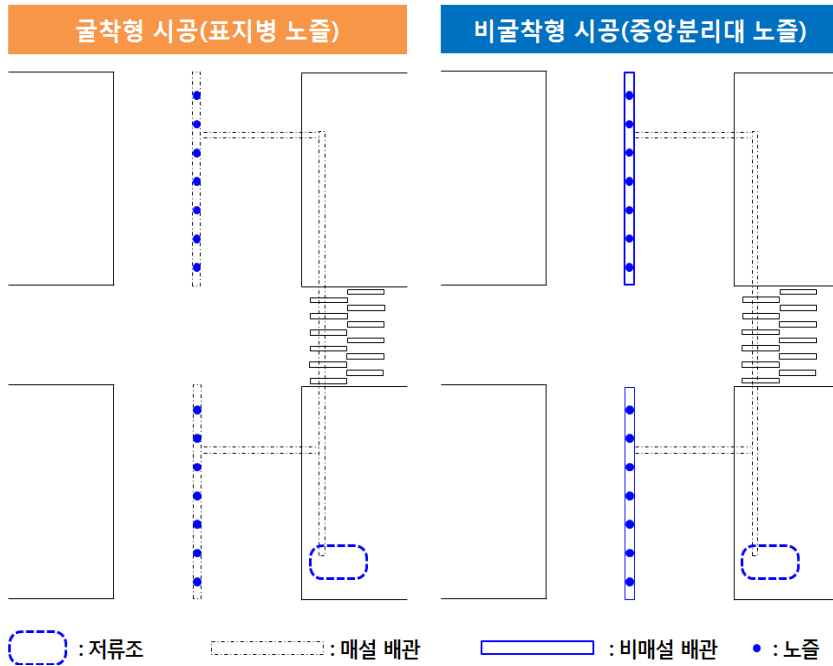 굴착형 시공(표지병 노즐)
비굴착형 시공(중앙분리대 노즐)
: 저류조
: 매설 배관
: 비매설 배관
: 노즐